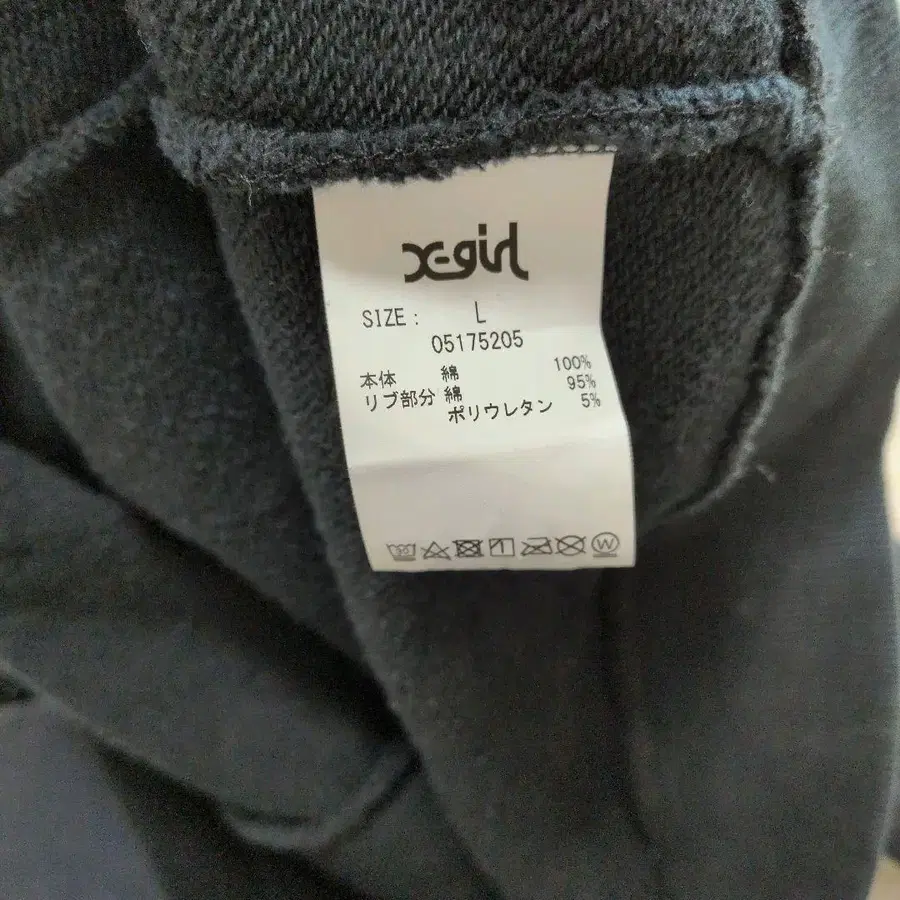 X-girl
SIZE : L
05175205
本体 綿 100%
リブ部分 綿 95%
ポリウレタン 5%
W